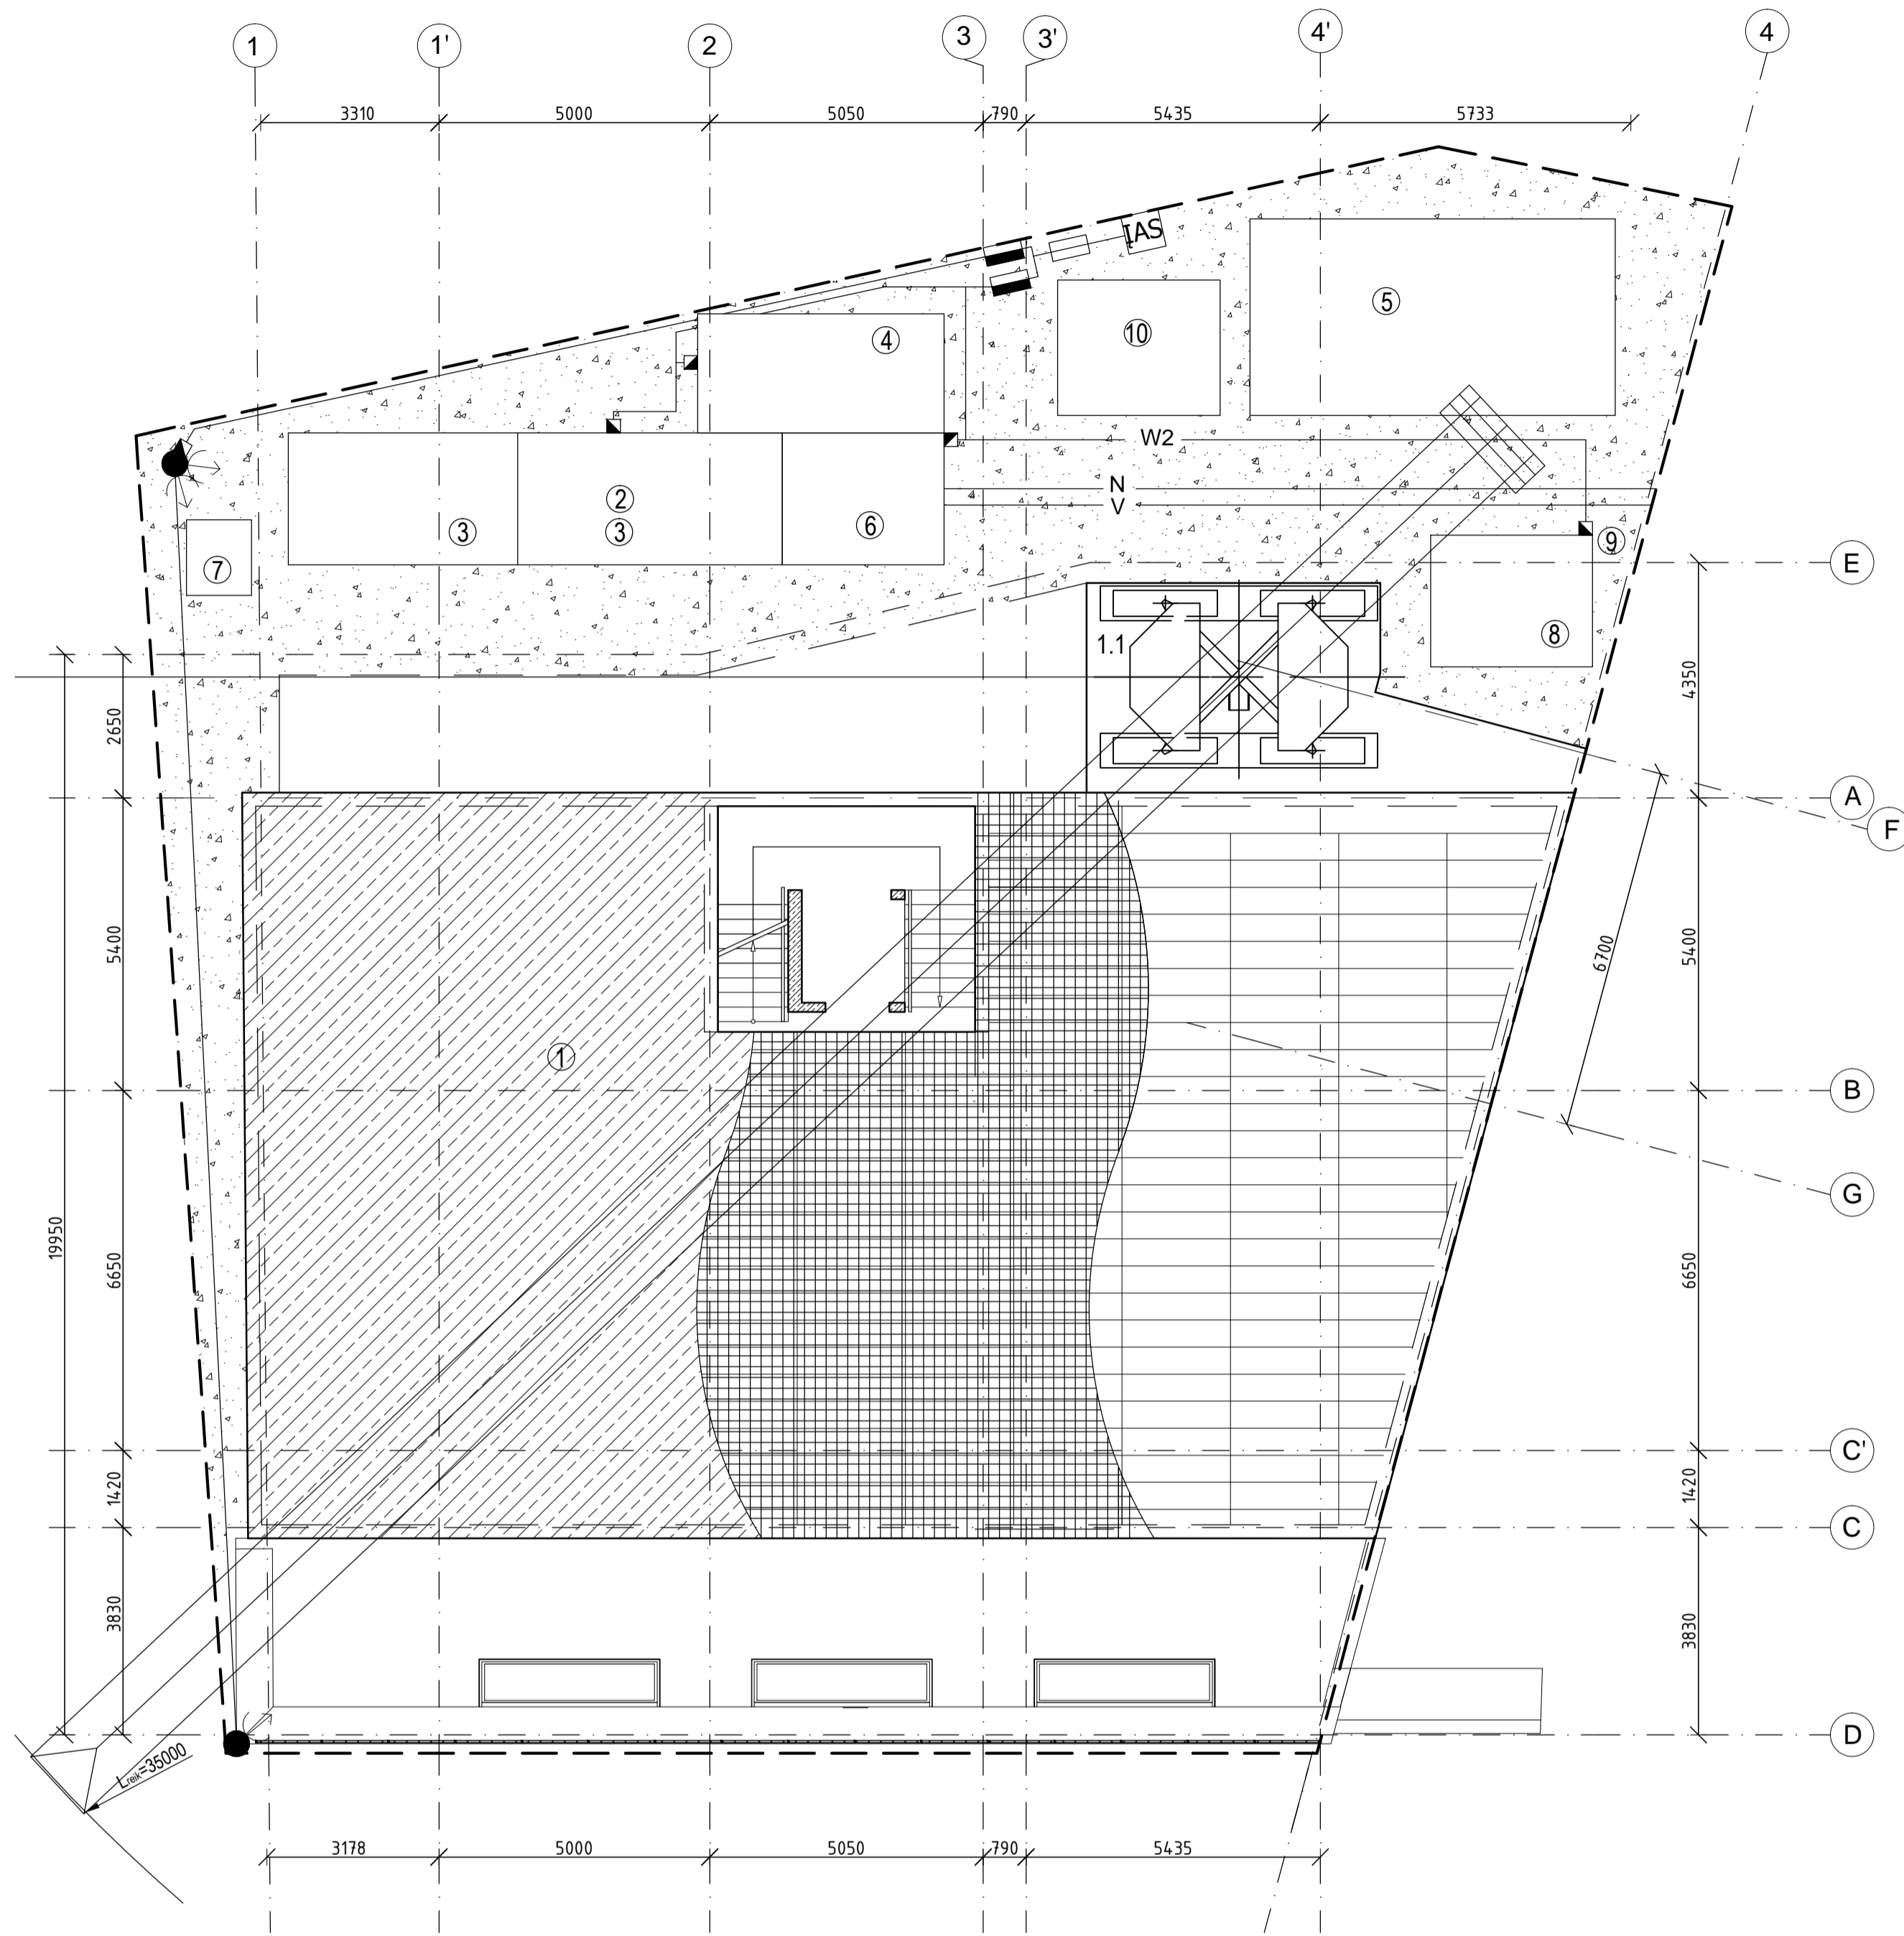 1 1' 2 3 3' 4' 4
3310 5000 5050 790 5435 5733
IAS
5
10
4
W2
N
V
2
3 3 6
9
7
E
8
1.1
4350
2650
A
F
5400 5400
6700
1
B
G
19950
6650 6650
C'
1420 1420
C
3830 3830
D
Lreik=35000
3178 5000 5050 790 5435